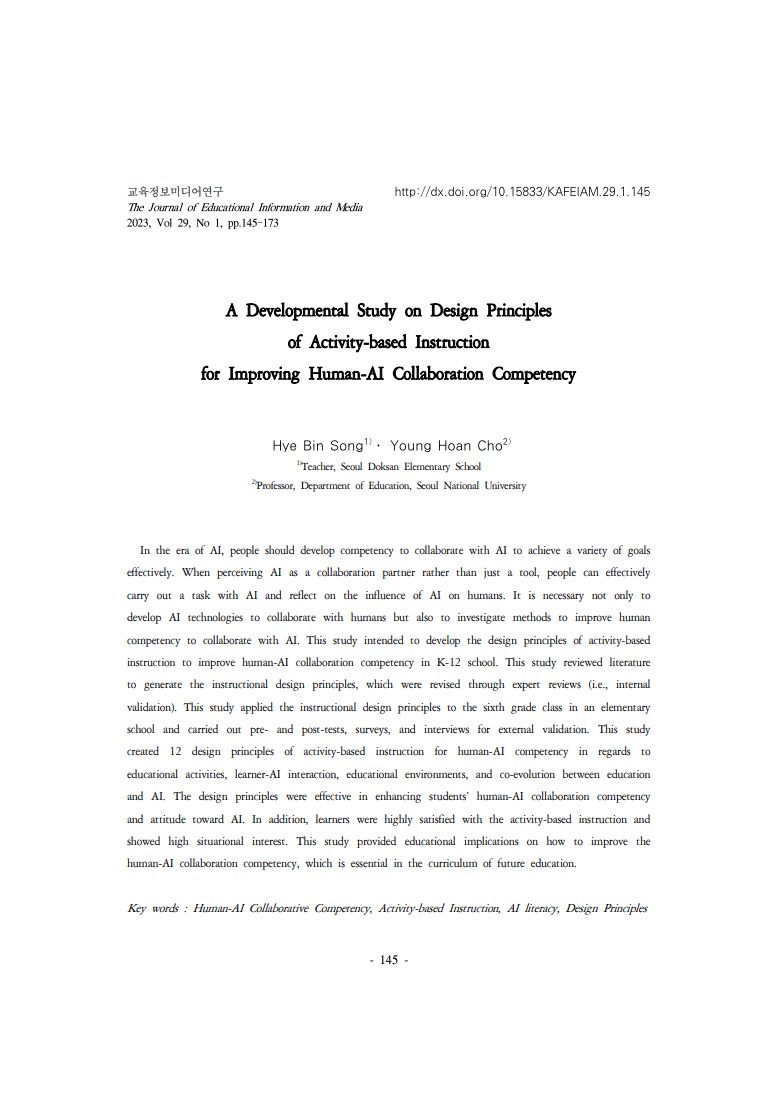 교육정보미디어연구
http://dx.doi.org/10.15833/KAFEIAM.29.1.145
The Journal of Educational Information and Media
2023, Vol 29, No 1, pp.145-173
A Developmental Study on Design Principles
of Activity-based Instruction
for Improving Human-AI Collaboration Competency
Hye Bin Song1)· Young Hoan Cho2)
1)Teacher, Seoul Doksan Elementary School
2)Professor, Department of Education, Seoul National University
In the era of AI, people should develop competency to collaborate with AI to achieve a variety of goals
effectively. When perceiving AI as a collaboration partner rather than just a tool, people can effectively
carry out a task with AI and reflect on the influence of AI on humans. It is necessary not only to
develop AI technologies to collaborate with humans but also to investigate methods to improve human
competency to collaborate with AI. This study intended to develop the design principles of activity-based
instruction to improve human-AI collaboration competency in K-12 school. This study reviewed literature
to generate the instructional design principles, which were revised through expert reviews (i.e., internal
validation). This study applied the instructional design principles to the sixth grade class in an elementary
school and carried out pre- and post-tests, surveys, and interviews for external validation. This study
created 12 design principles of activity-based instruction for human-AI competency in regards to
educational activities, learner-AI interaction, educational environments, and co-evolution between education
and AI. The design principles were effective in enhancing students' human-AI collaboration competency
and attitude toward AI. In addition, learners were highly satisfied with the activity-based instruction and
showed high situational interest. This study provided educational implications on how to improve the
human-AI collaboration competency, which is essential in the curriculum of future education.
Key words : Human-AI Collaborative Competency, Activity-based Instruction, AI literacy, Design Principles
- 145 -